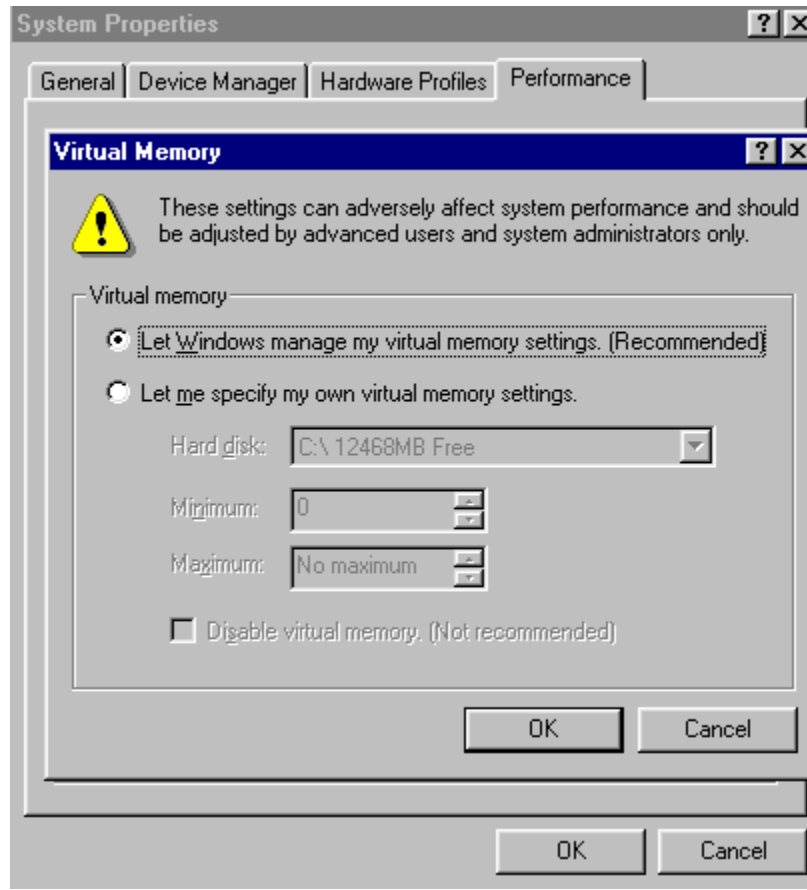 System Properties
General Device Manager Hardware Profiles Performance
Virtual Memory
These settings can adversely affect system performance and should
be adjusted by advanced users and system administrators only.
Virtual memory
Let Windows manage my virtual memory settings. (Recommended)
Let me specify my own virtual memory settings.
Hard disk: C:\ 12468MB Free
Minimum: 0
Maximum: No maximum
Disable virtual memory. (Not recommended)
OK Cancel
OK Cancel